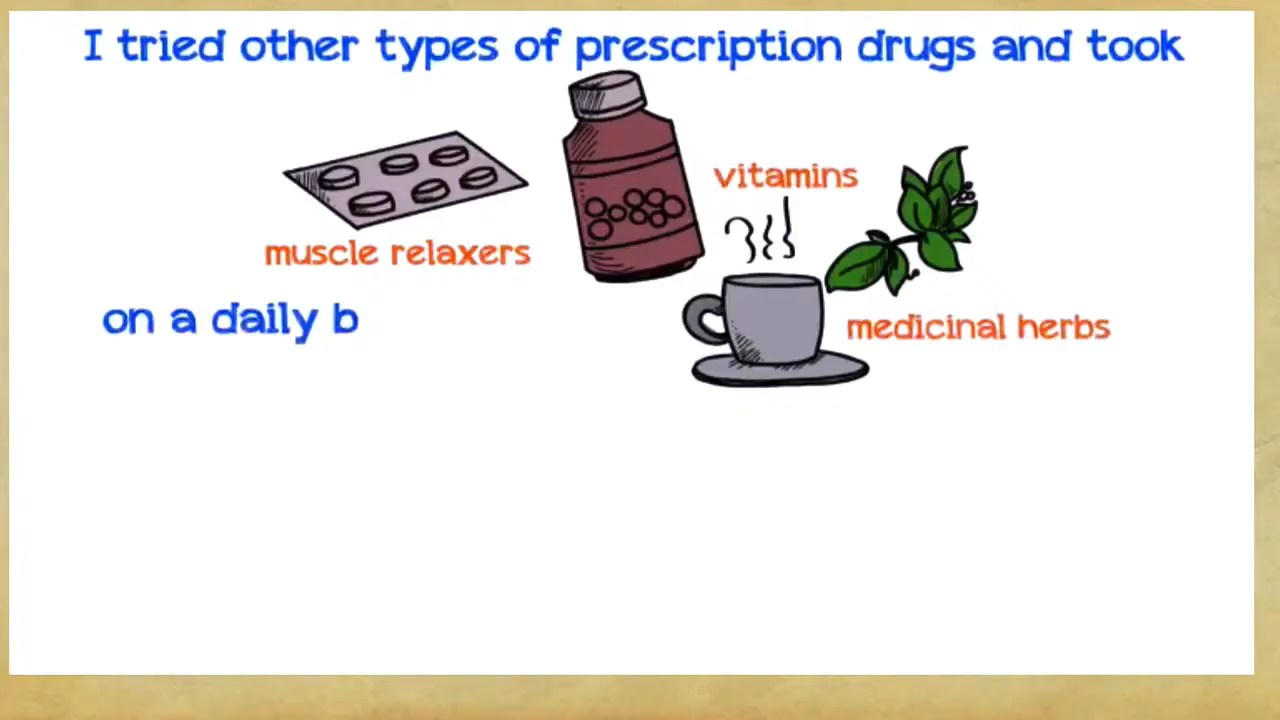 I tried other types of prescription drugs and took
vitamins
muscle relaxers
on a daily b
medicinal herbs